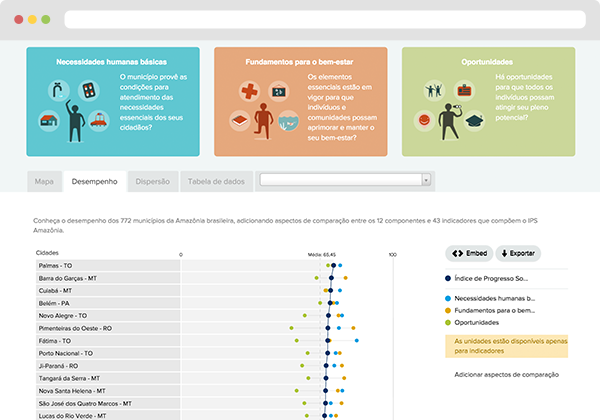 Necessidades humanas básicas
O município provê as
condições para
atendimento das
necessidades
essenciais dos seus
cidadãos?
Fundamentos para o bem-estar
Os elementos
essenciais estão em
vigor para que
indivíduos e
comunidades possam
aprimorar e manter o
seu bem-estar?
Oportunidades
Há oportunidades
para que todos os
indivíduos possam
atingir seu pleno
potencial?
Mapa
Desempenho
Dispersão
Tabela de dados
Conheça o desempenho dos 772 municípios da Amazônia brasileira, adicionando aspectos de comparação entre os 12 componentes e 43 indicadores que compõem o IPS
Amazônia.
Cidades
0
Média: 65,45
100
Palmas - TO
Barra do Garças - MT
Cuiabá - MT
Belém - PA
Novo Alegre - TO
Pimenteiras do Oeste - RO
Fátima - TO
Porto Nacional - TO
Ji-Paraná - RO
Tangará da Serra - MT
Nova Santa Helena - MT
São José dos Quatro Marcos - MT
Lucas do Rio Verde - MT
Embed
Exportar
Índice de Progresso So...
Necessidades humanas b...
Fundamentos para o bem...
Oportunidades
As unidades estão disponíveis apenas
para indicadores
Adicionar aspectos de comparação